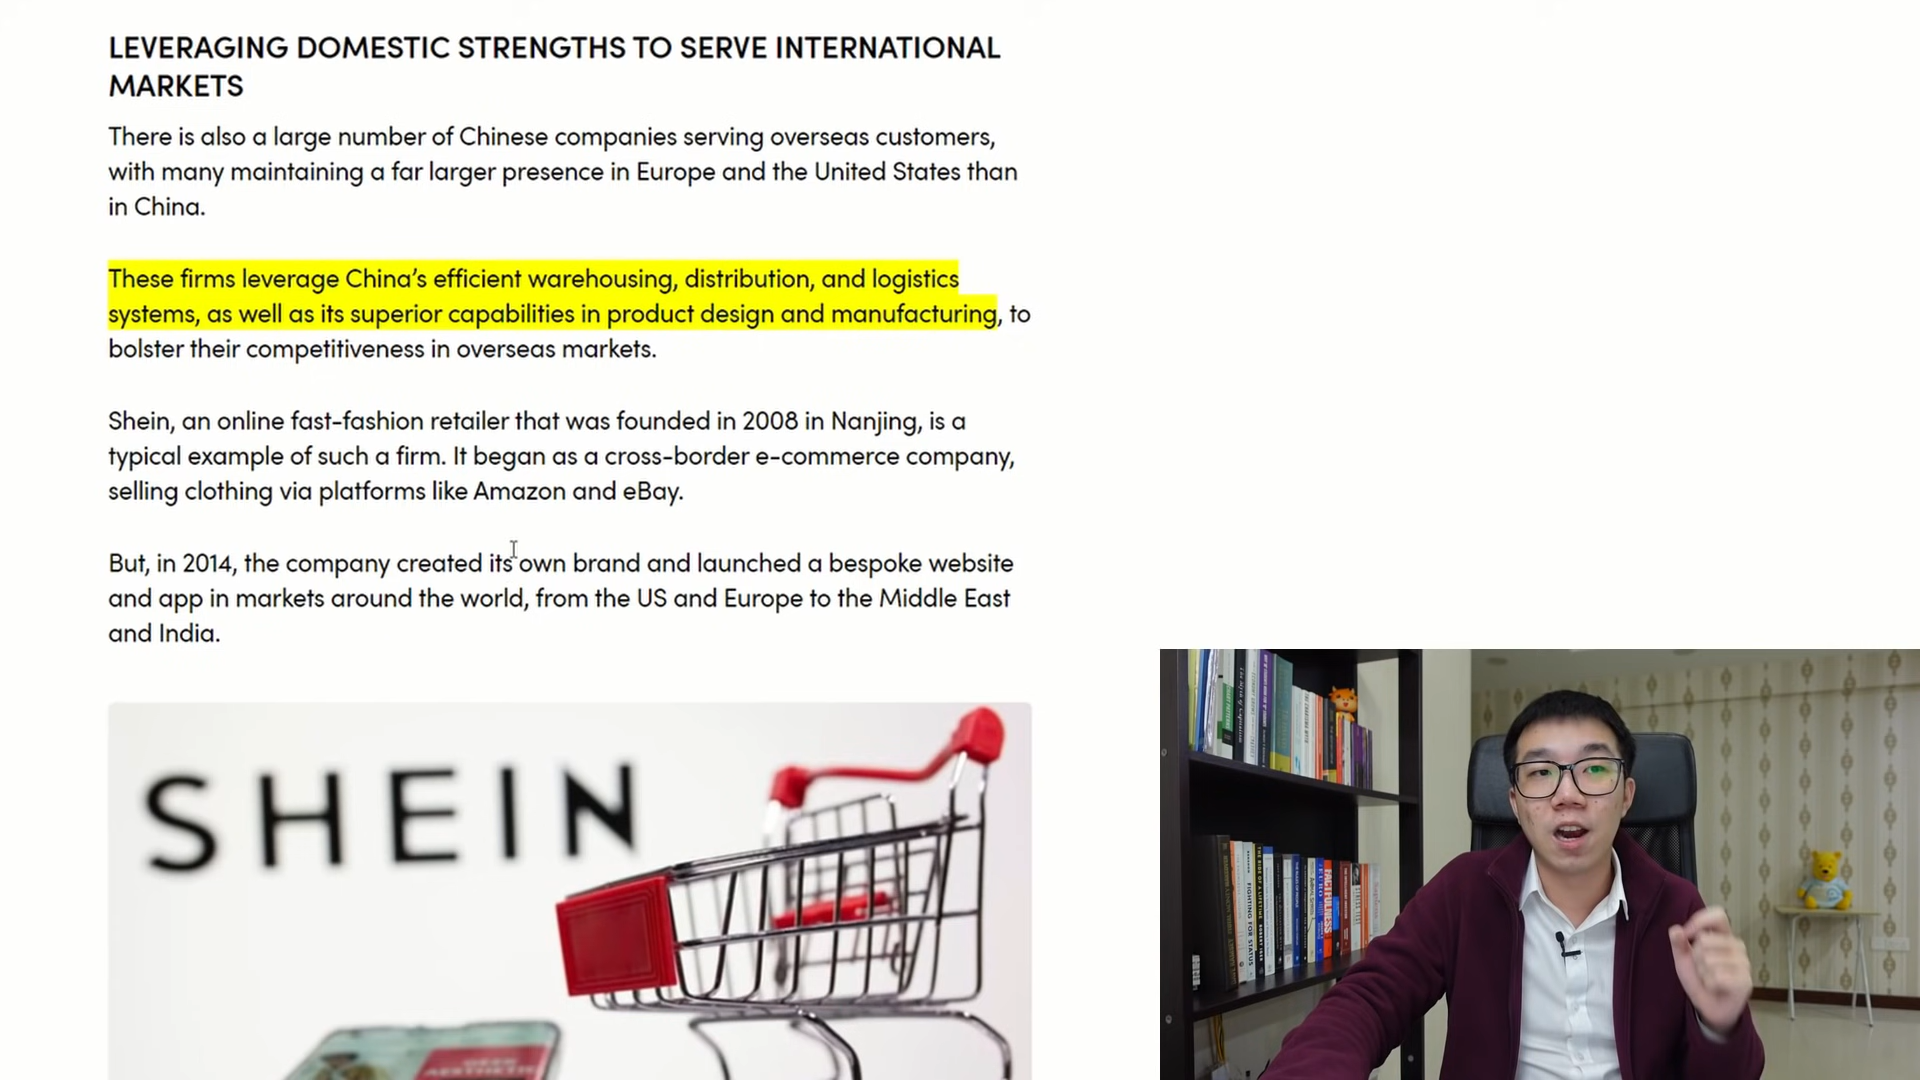 LEVERAGING DOMESTIC STRENGTHS TO SERVE INTERNATIONAL
MARKETS
There is also a large number of Chinese companies serving overseas customers,
with many maintaining a far larger presence in Europe and the United States than
in China.
These firms leverage China’s efficient warehousing, distribution, and logistics
systems, as well as its superior capabilities in product design and manufacturing, to
bolster their competitiveness in overseas markets.
Shein, an online fast-fashion retailer that was founded in 2008 in Nanjing, is a
typical example of such a firm. It began as a cross-border e-commerce company,
selling clothing via platforms like Amazon and eBay.
But, in 2014, the company created its own brand and launched a bespoke website
and app in markets around the world, from the US and Europe to the Middle East
and India.
SHEIN
FIGHTING FOR STATUS
FACTFULNESS